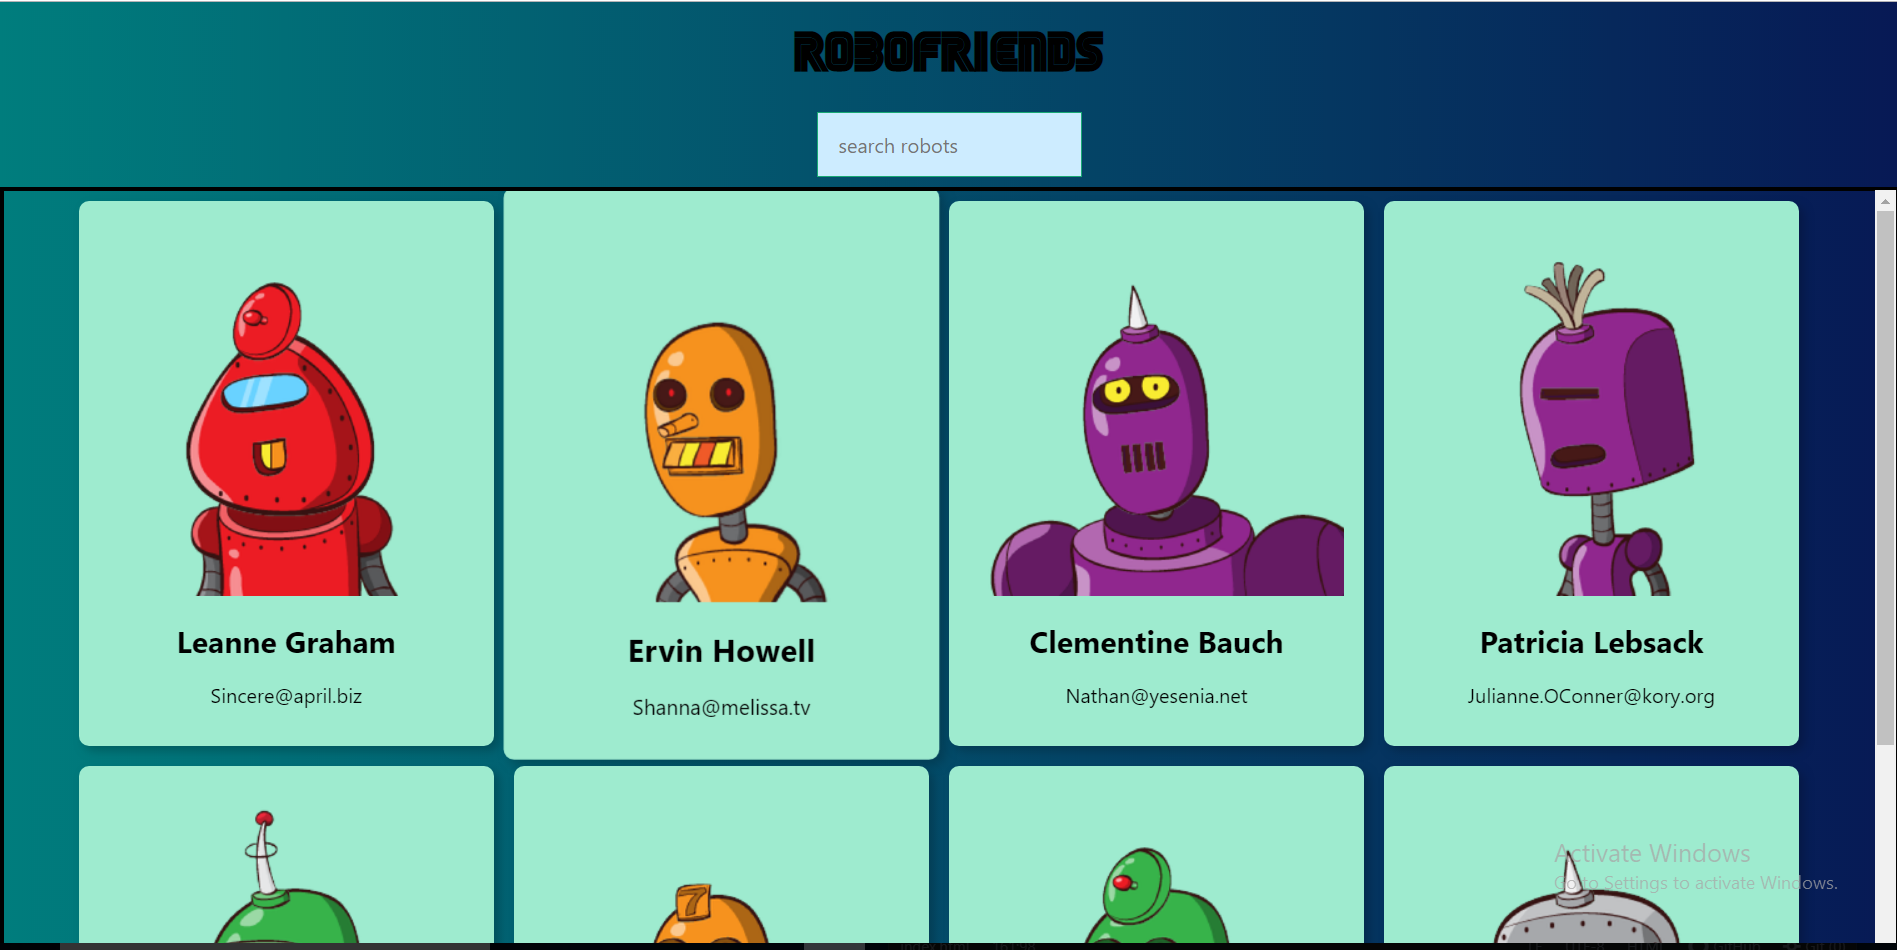 ROBOFRIENDS
search robots
Leanne Graham
Sincere@april.biz
Ervin Howell
Shanna@melissa.tv
Clementine Bauch
Nathan@yesenia.net
Patricia Lebsack
Julianne.OConner@kory.org
7
Activate Windows
Go to Settings to activate Windows.